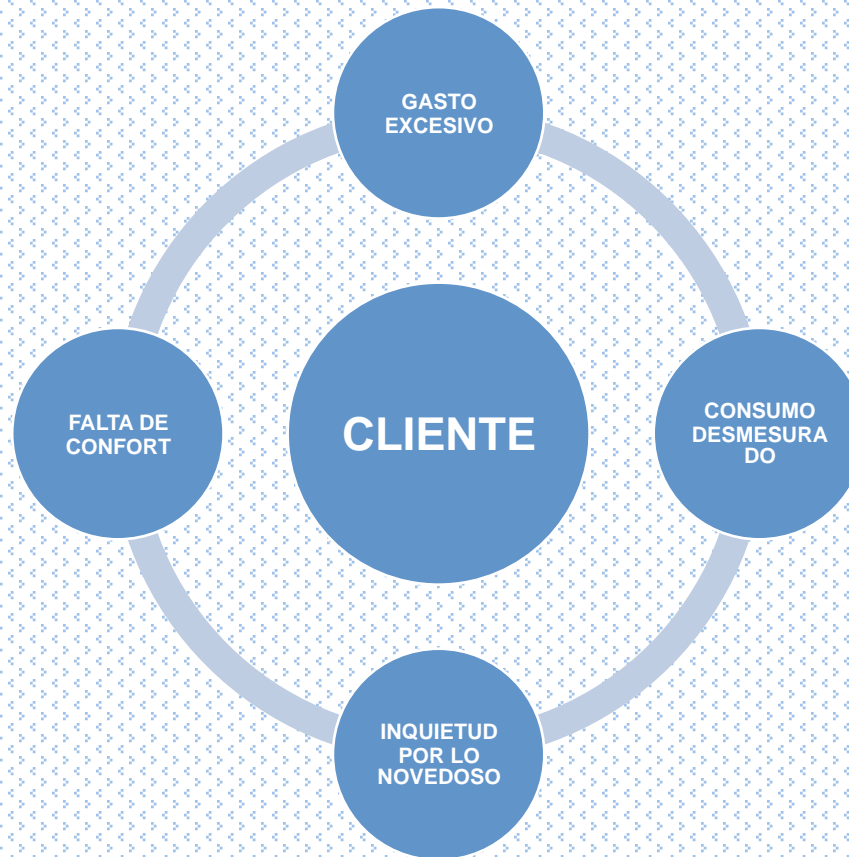 GASTO
EXCESIVO
FALTA DE
CONFORT
CLIENTE
CONSUMO
DESMESURA
DO
INQUIETUD
POR LO
NOVEDOSO